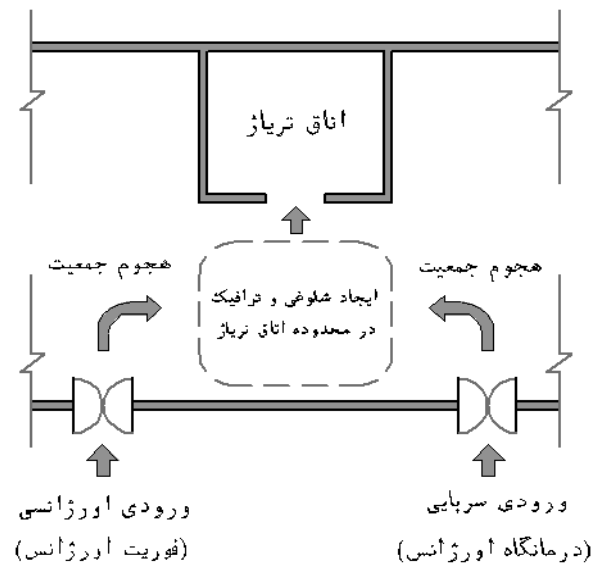 اتاق تریاژ
هجوم جمعیت
هجوم جمعیت
ایجاد شلوغی و ترافیک
در محدوده اتاق تریاژ
ورودی سرپایی
(درمانگاه اورژانس)
ورودی اورژانسی
(فوریت اورژانس)